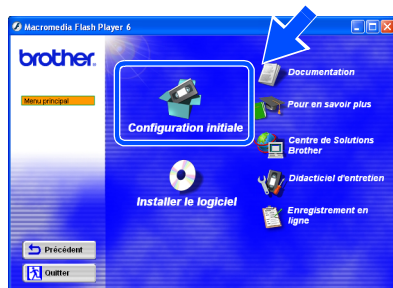 Macromedia Flash Player 6
brother.
Menu principal
Configuration initiale
Installer le logiciel
Documentation
Pour en savoir plus
Centre de Solutions
Brother
Didacticiel d'entretien
Enregistrement en
ligne
Précédent
Quitter